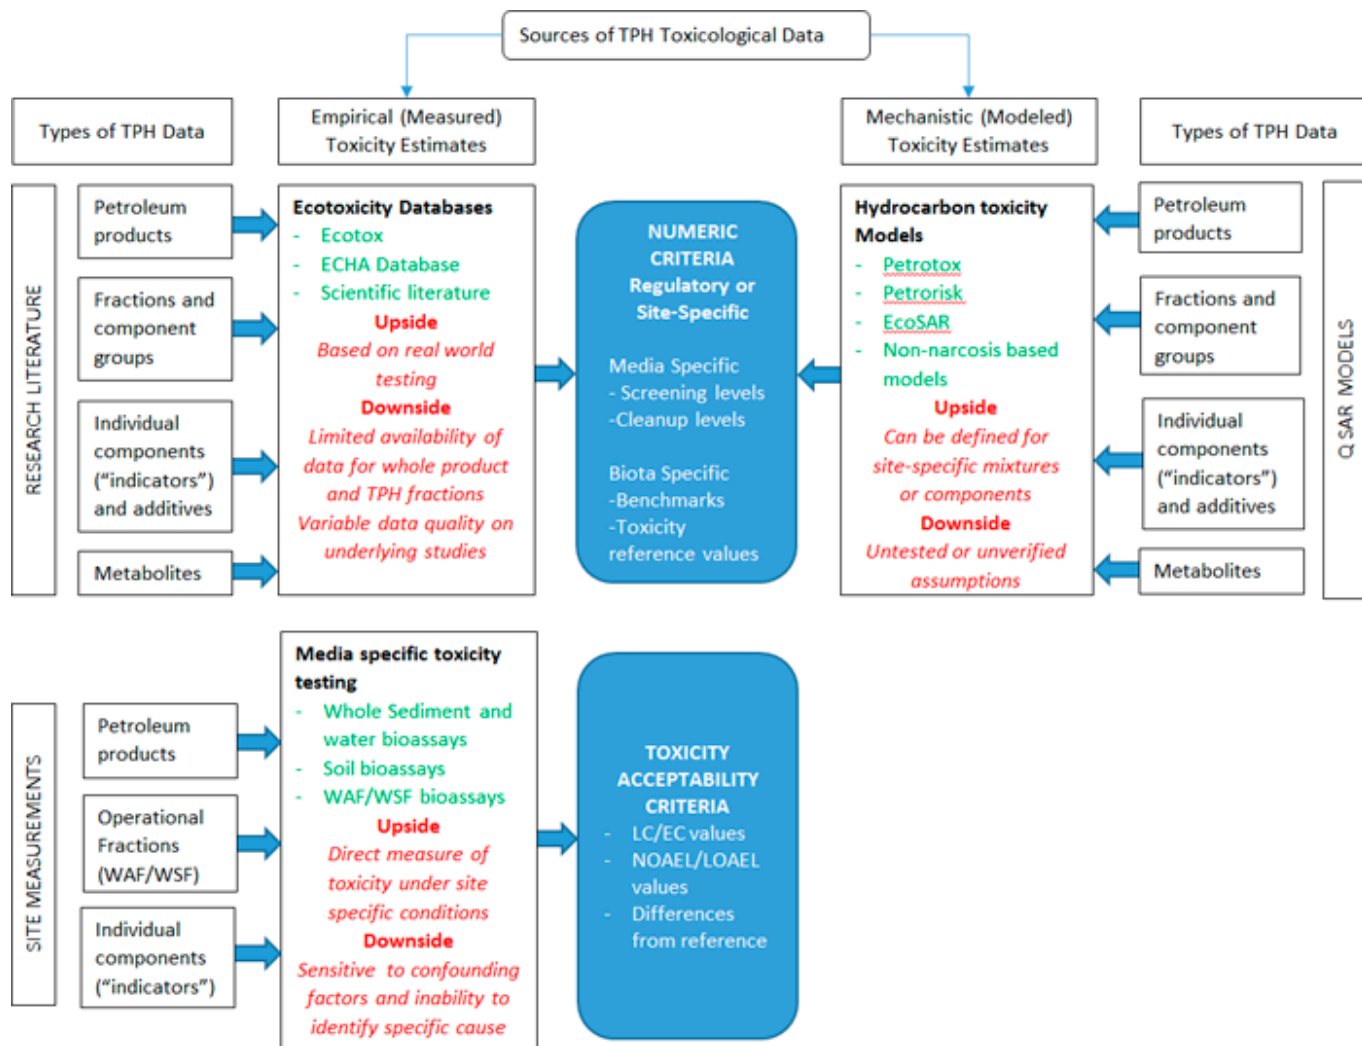 Sources of TPH Toxicological Data
Types of TPH Data
Empirical (Measured)
Toxicity Estimates
Mechanistic (Modeled)
Toxicity Estimates
Types of TPH Data
RESEARCH LITERATURE
Petroleum
products
Fractions and
component
groups
Individual
components
(“indicators”)
and additives
Metabolites
Ecotoxicity Databases
- Ecotox
- ECHA Database
- Scientific literature
Upside
Based on real world
testing
Downside
Limited availability of
data for whole product
and TPH fractions
Variable data quality on
underlying studies
NUMERIC
CRITERIA
Regulatory or
Site-Specific
Media Specific
- Screening levels
-Cleanup levels
Biota Specific
-Benchmarks
-Toxicity
reference values
Hydrocarbon toxicity
Models
- Petrotox
- Petrorisk
- EcoSAR
- Non-narcosis based
models
Upside
Can be defined for
site-specific mixtures
or components
Downside
Untested or unverified
assumptions
Petroleum
products
Fractions and
component
groups
Individual
components
(“indicators”)
and additives
Metabolites
Q SAR MODELS
SITE MEASUREMENTS
Petroleum
products
Operational
Fractions
(WAF/WSF)
Individual
components
(“indicators”)
Media specific toxicity
testing
- Whole Sediment and
water bioassays
- Soil bioassays
- WAF/WSF bioassays
Upside
Direct measure of
toxicity under site
specific conditions
Downside
Sensitive to confounding
factors and inability to
identify specific cause
TOXICITY
ACCEPTABILITY
CRITERIA
- LC/EC values
- NOAEL/LOAEL
values
- Differences
from reference